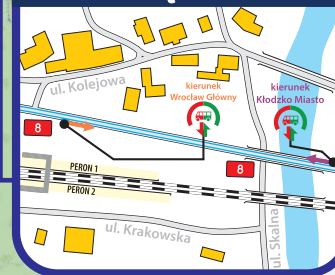 ul. Kolejowa
kierunek
Wrocław Główny
kierunek
Kłodzko Miasto
8
8
PERON 1
PERON 2
ul. Krakowska
ul. Skalna